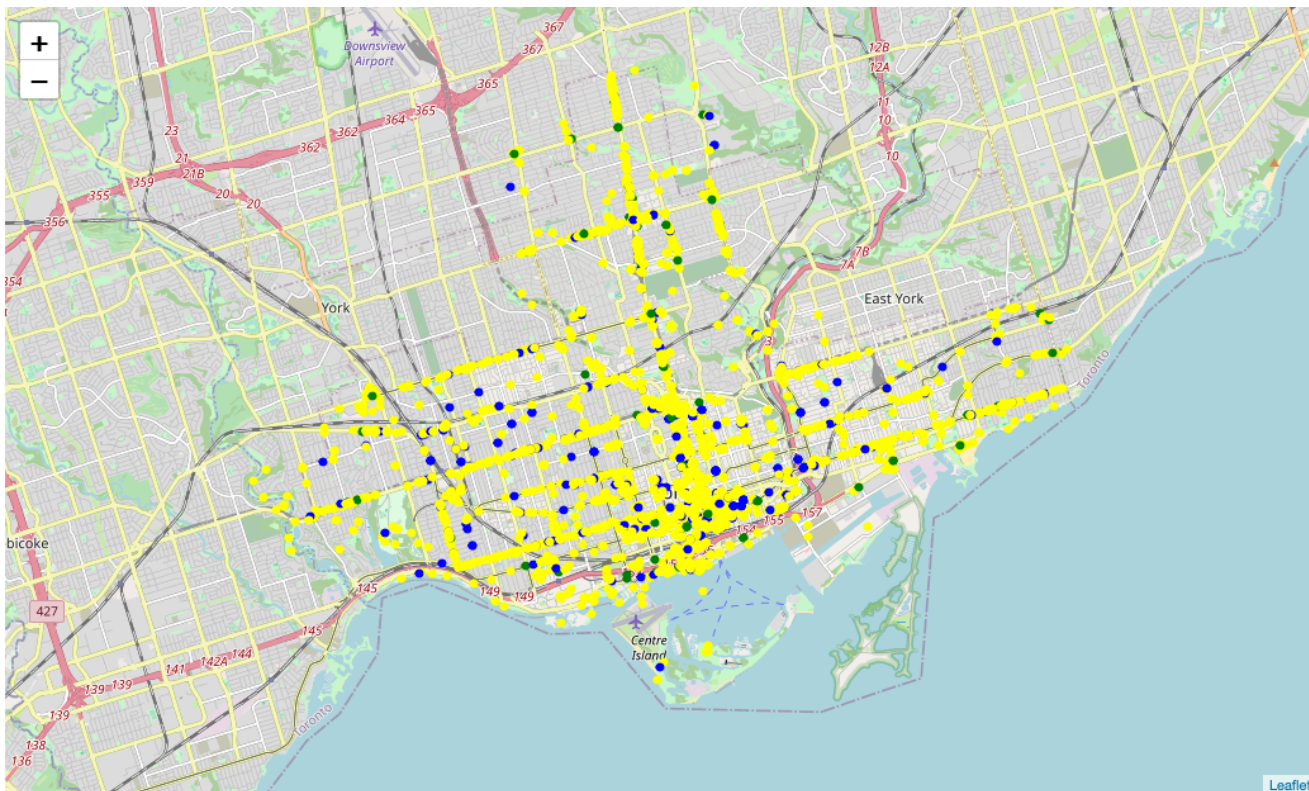 +
−
Downsview
Airport
367
367
365
365
364
362
362
23
21
21B
20
20
359
355
356
354
12B
12A
11
10
10
7B
7A
York
East York
3
Toronto
bicoke
427
157
155
154
145
149
149
145
144
142A
141
139
139
139
138
136
Centre
Island
Toronto
Leaflet